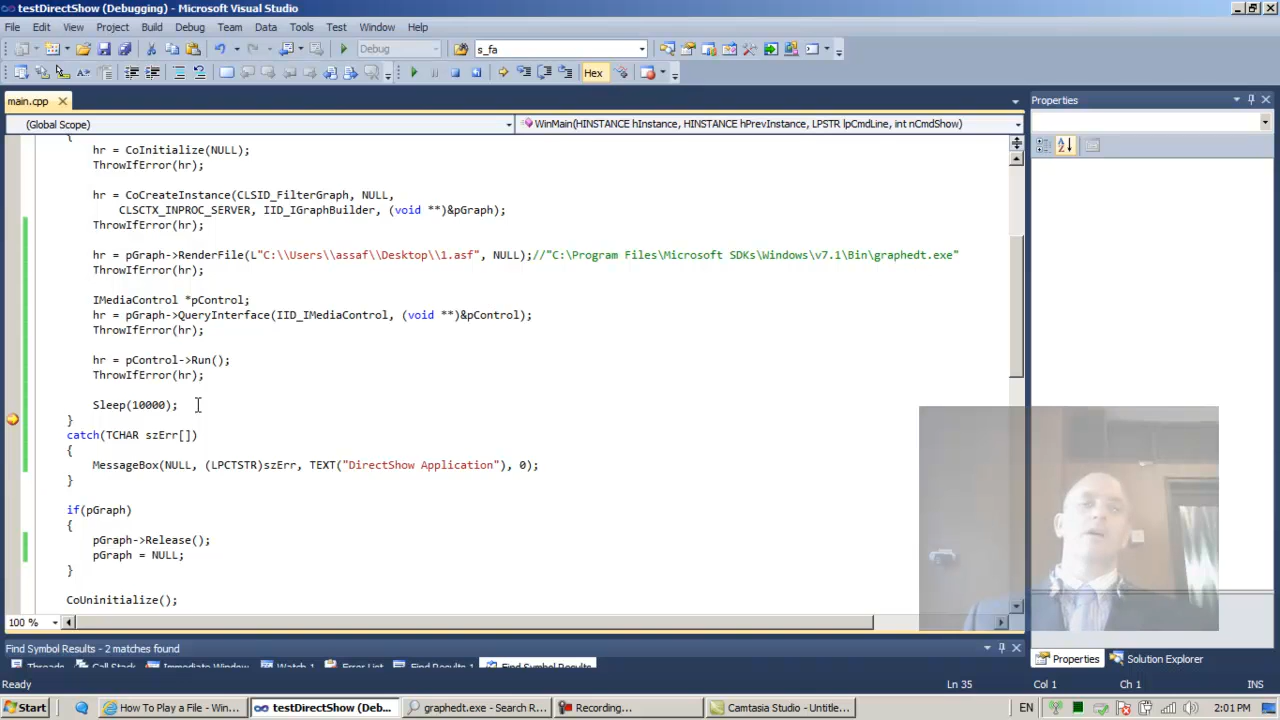 testDirectShow (Debugging) - Microsoft Visual Studio
File Edit View Project Build Debug Team Data Tools Test Window Help
Debug s_fa
Hex
main.cpp
Properties
(Global Scope) WinMain(HINSTANCE hInstance, HINSTANCE hPrevInstance, LPSTR lpCmdLine, int nCmdShow)
{
hr = CoInitialize(NULL);
ThrowIfError(hr);
hr = CoCreateInstance(CLSID_FilterGraph, NULL,
CLSCTX_INPROC_SERVER, IID_IGraphBuilder, (void **)&pGraph);
ThrowIfError(hr);
hr = pGraph->RenderFile(L"C:\\Users\\assaf\\Desktop\\1.asf", NULL);//"C:\Program Files\Microsoft SDKs\Windows\v7.1\Bin\graphedt.exe"
ThrowIfError(hr);
IMediaControl *pControl;
hr = pGraph->QueryInterface(IID_IMediaControl, (void **)&pControl);
ThrowIfError(hr);
hr = pControl->Run();
ThrowIfError(hr);
Sleep(10000);
}
catch(TCHAR szErr[])
{
MessageBox(NULL, (LPCTSTR)szErr, TEXT("DirectShow Application"), 0);
}
if(pGraph)
{
pGraph->Release();
pGraph = NULL;
}
CoUninitialize();
100 %
Find Symbol Results - 2 matches found
Threads Call Stack Immediate Window Watch 1 Error List Find Results 1 Find Symbol Results
Properties Solution Explorer
Ready Ln 35 Col 1 Ch 1 INS
Start How To Play a File - Win... testDirectShow (Deb... graphedt.exe - Search R... Recording... Camtasia Studio - Untitle... EN 2:01 PM